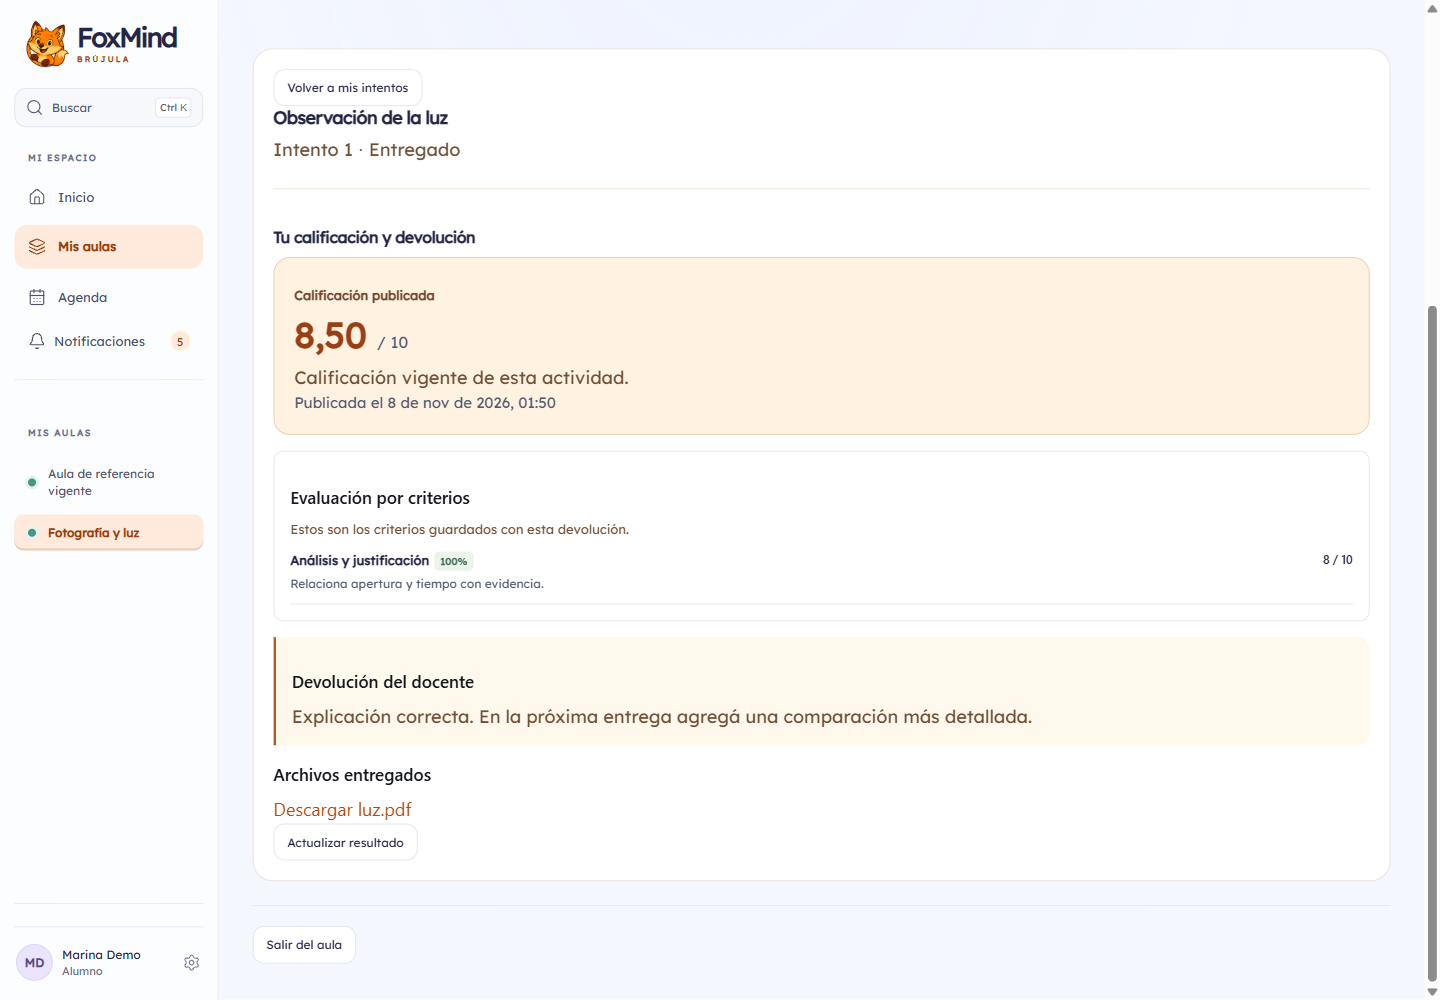 FoxMind
BRÚJULA
Buscar
Ctrl K
MI ESPACIO
Inicio
Mis aulas
Agenda
Notificaciones
5
MIS AULAS
Aula de referencia
vigente
Fotografía y luz
MD
Marina Demo
Alumno
Volver a mis intentos
Observación de la luz
Intento 1 · Entregado
Tu calificación y devolución
Calificación publicada
8,50 / 10
Calificación vigente de esta actividad.
Publicada el 8 de nov de 2026, 01:50
Evaluación por criterios
Estos son los criterios guardados con esta devolución.
Análisis y justificación 100% 8 / 10
Relaciona apertura y tiempo con evidencia.
Devolución del docente
Explicación correcta. En la próxima entrega agregá una comparación más detallada.
Archivos entregados
Descargar luz.pdf
Actualizar resultado
Salir del aula